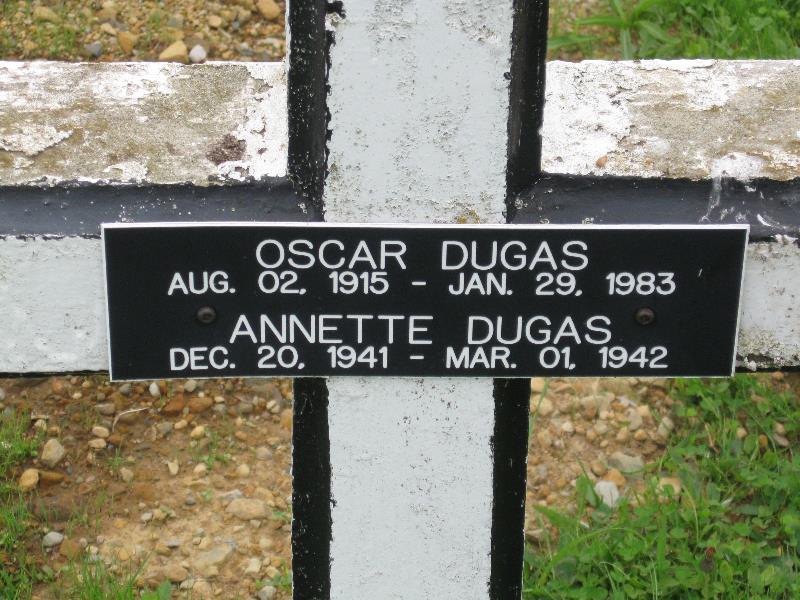 OSCAR DUGAS
AUG. 02, 1915 - JAN. 29, 1983
ANNETTE DUGAS
DEC. 20, 1941 - MAR. 01, 1942